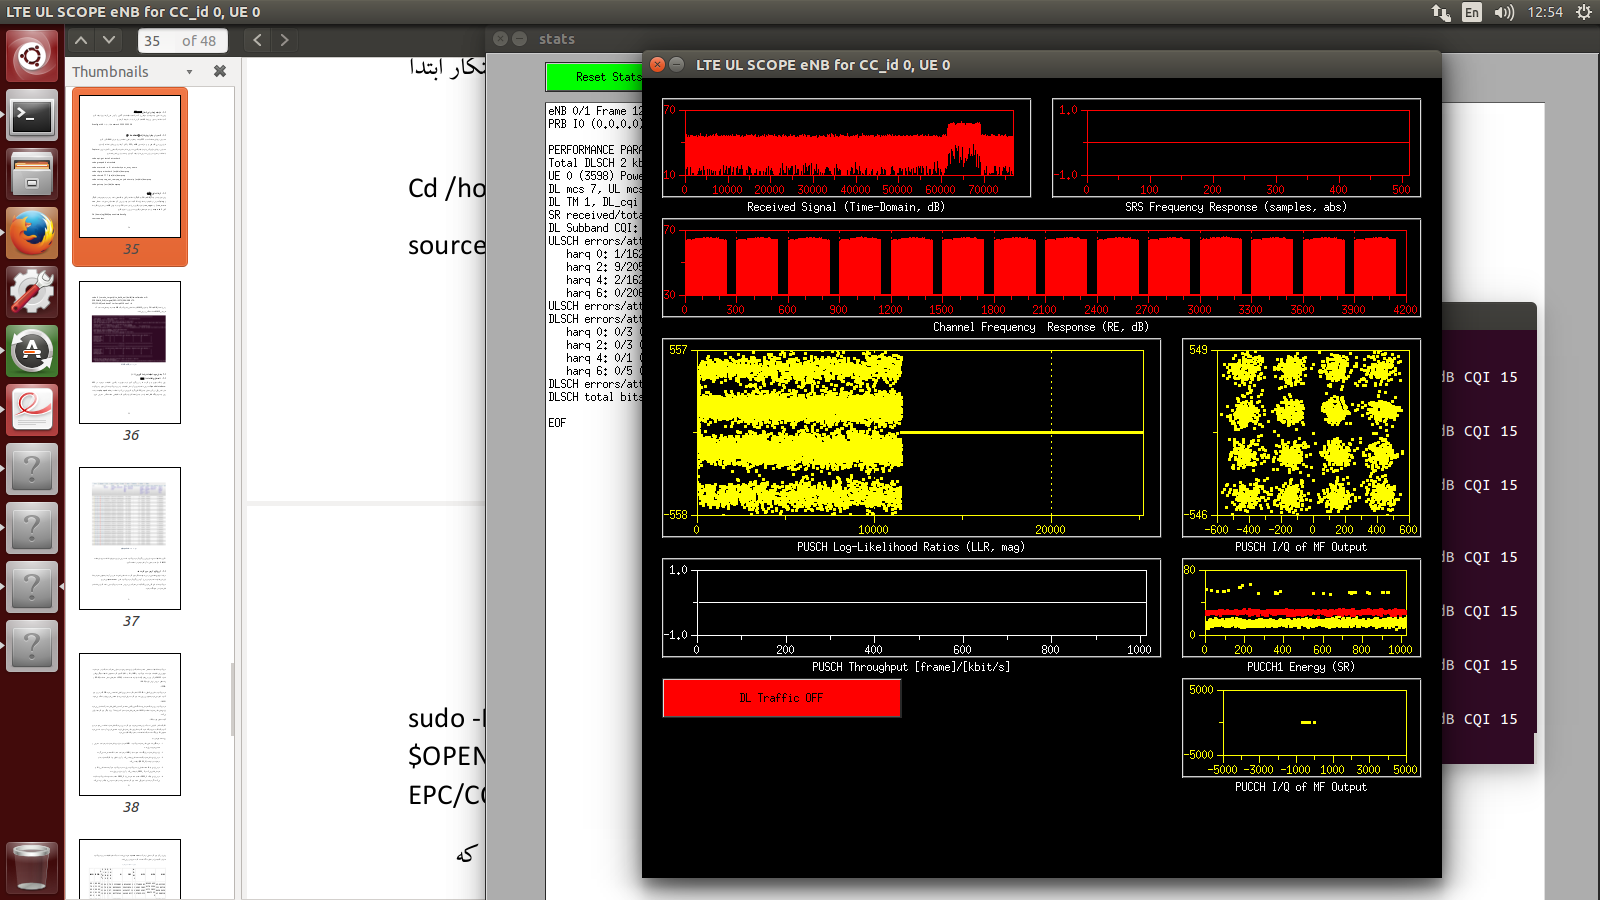 LTE UL SCOPE eNB for CC_id 0, UE 0
En
12:54
35 of 48
Thumbnails
35
36
37
38
ابتدا
Cd /ho
source
sudo -
$OPEN
EPC/CO
که
stats
Reset Stats
eNB 0/1 Frame 12
PRB IO (0.0.0.0)
PERFORMANCE PARA
Total DLSCH 2 kb
UE 0 (3598) Powe
DL mcs 7, UL mcs
DL TM 1, DL_cqi
SR received/tota
DL Subband CQI:
ULSCH errors/att
harq 0: 1/162
harq 2: 9/205
harq 4: 2/162
harq 6: 0/206
ULSCH errors/att
DLSCH errors/att
harq 0: 0/3 (
harq 2: 0/3 (
harq 4: 0/1 (
harq 6: 0/5 (
DLSCH errors/att
DLSCH total bits
EOF
LTE UL SCOPE eNB for CC_id 0, UE 0
70
10
0 10000 20000 30000 40000 50000 60000 70000
Received Signal (Time-Domain, dB)
1.0
-1.0
0 100 200 300 400 500
SRS Frequency Response (samples, abs)
70
30
0 300 600 900 1200 1500 1800 2100 2400 2700 3000 3300 3600 3900 4200
Channel Frequency Response (RE, dB)
557
-558
0 10000 20000
PUSCH Log-Likelihood Ratios (LLR, mag)
549
-546
-600 -400 -200 0 200 400 600
PUSCH I/Q of MF Output
1.0
-1.0
0 200 400 600 800 1000
PUSCH Throughput [frame]/[kbit/s]
80
0
0 200 400 600 800 1000
PUCCH1 Energy (SR)
DL Traffic OFF
5000
-5000
-5000 -3000 -1000 1000 3000 5000
PUCCH I/Q of MF Output
dB CQI 15
dB CQI 15
dB CQI 15
dB CQI 15
dB CQI 15
dB CQI 15
dB CQI 15